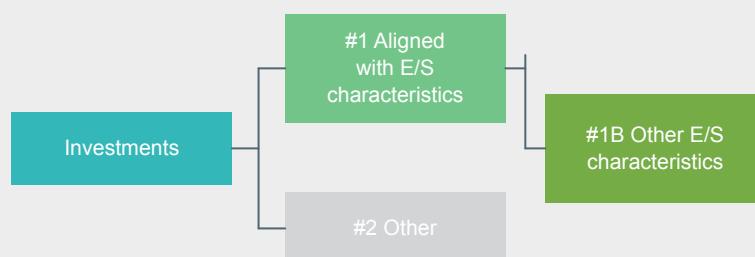 #1 Aligned
with E/S
characteristics
Investments
#1B Other E/S
characteristics
#2 Other